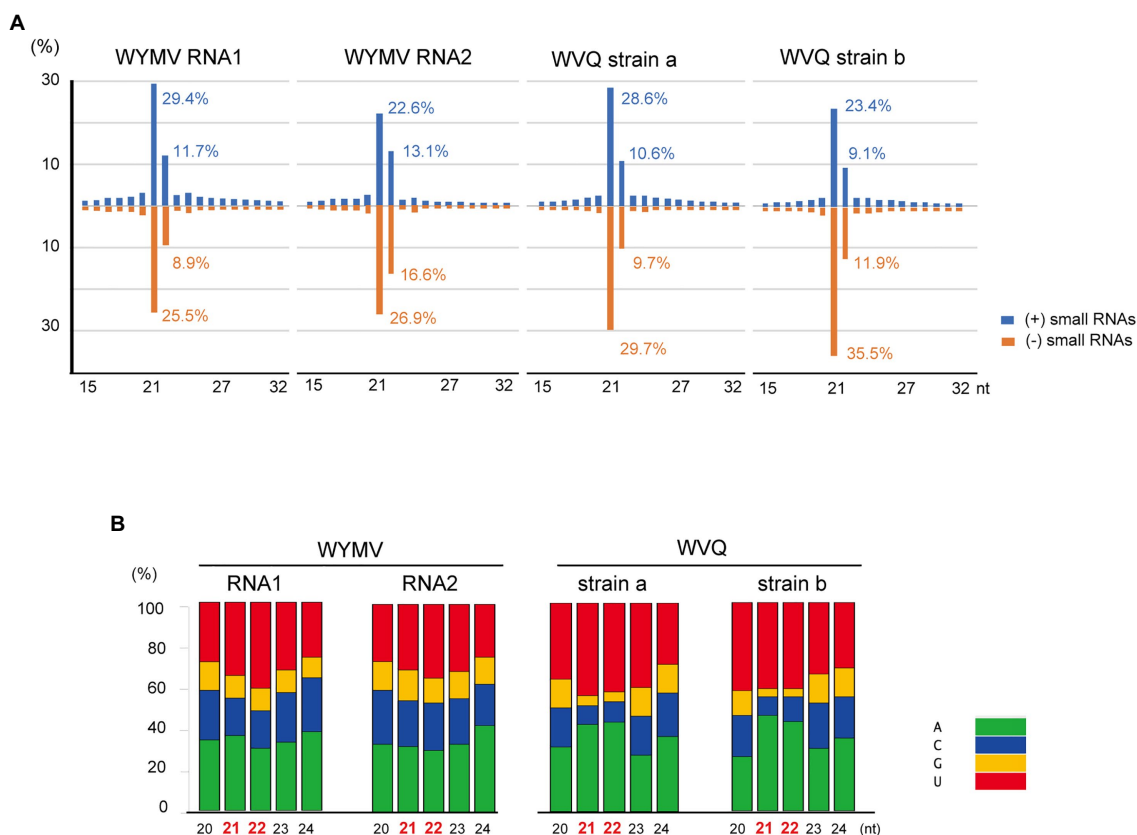 A
(%)
WYMV RNA1 WYMV RNA2 WVQ strain a WVQ strain b
30
29.4% 22.6% 28.6% 23.4%
11.7% 13.1% 10.6% 9.1%
10
10
8.9% 16.6% 9.7% 11.9%
25.5% 26.9% 29.7% 35.5%
30
(+) small RNAs
(-) small RNAs
15 21 27 32 15 21 27 32 15 21 27 32 15 21 27 32 nt
B
WYMV WVQ
(%)
RNA1 RNA2 strain a strain b
100
80
60
40
20
0
20 21 22 23 24 20 21 22 23 24 20 21 22 23 24 20 21 22 23 24 (nt)
A
C
G
U